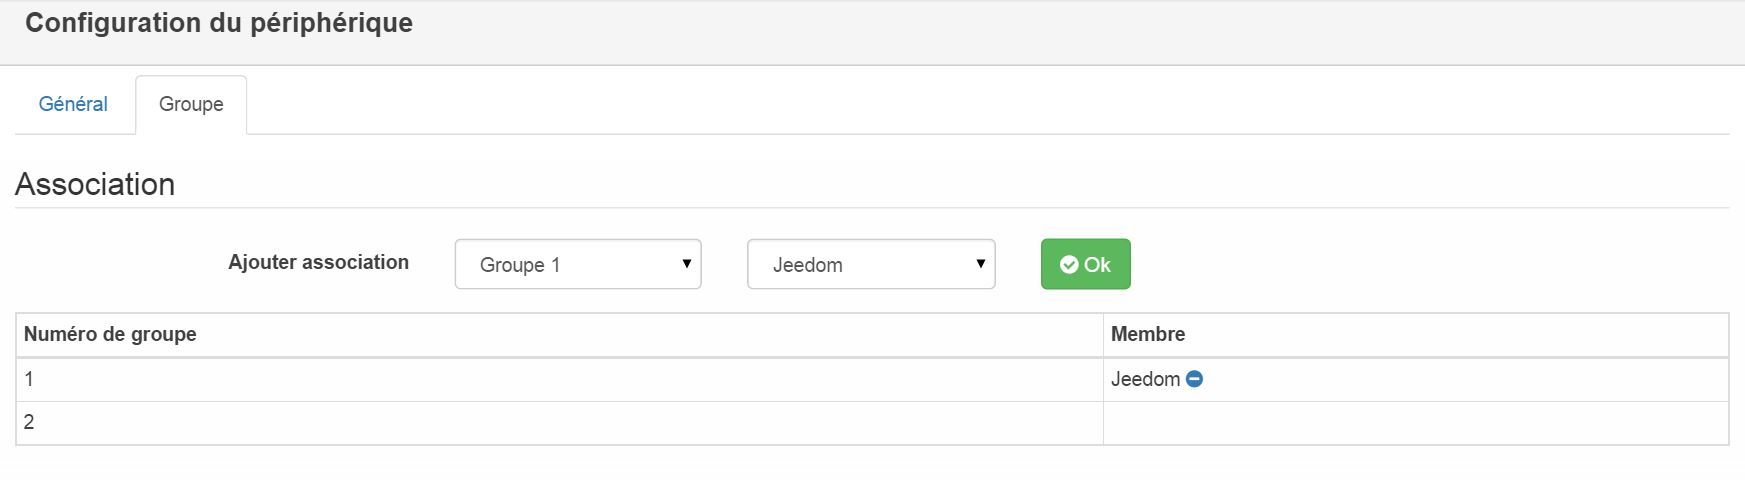 Configuration du périphérique
Général Groupe
Association
Ajouter association Groupe 1 Jeedom Ok
Numéro de groupe Membre
1 Jeedom
2